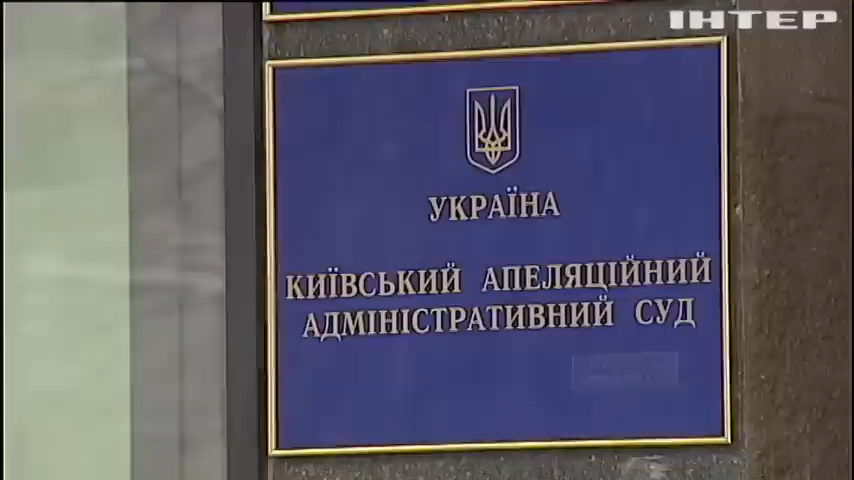 ІНТЕР
УКРАЇНА
КИЇВСЬКИЙ АПЕЛЯЦІЙНИЙ
АДМІНІСТРАТИВНИЙ СУД